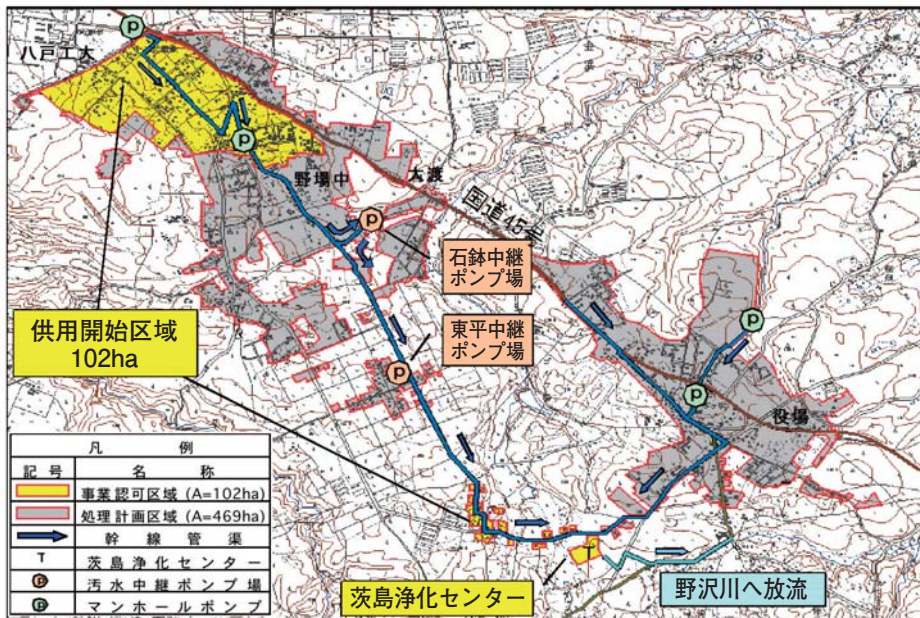 八戸工大
野場中
大渡
国道45号
石鉢中継
ポンプ場
供用開始区域
102ha
東平中継
ポンプ場
役場
凡 例
記 号 名 称
事業認可区域 (A=102ha)
処理計画区域 (A=469ha)
幹 線 管 渠
T 茨島浄化センター
P 汚水中継ポンプ場
P マンホールポンプ
P
P
P
P
P
P
T
茨島浄化センター
野沢川へ放流